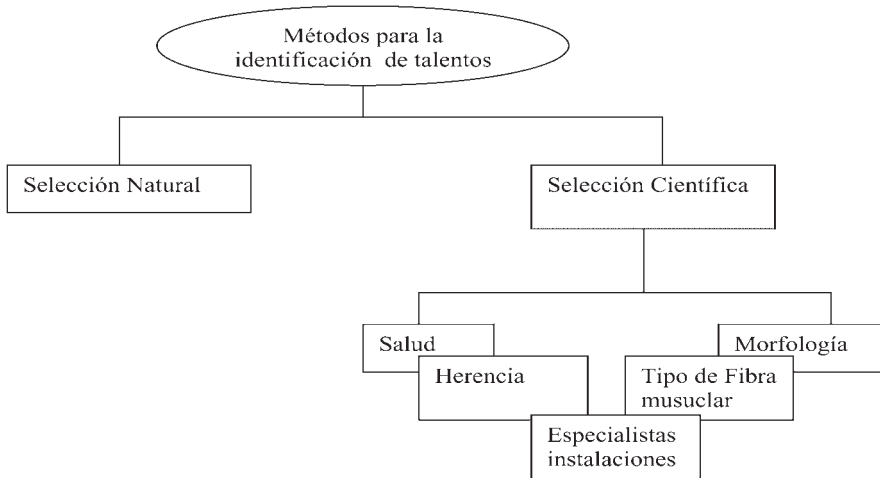 Métodos para la
identificación de talentos
Selección Natural
Selección Científica
Salud
Morfología
Herencia
Tipo de Fibra
musuclar
Especialistas
instalaciones